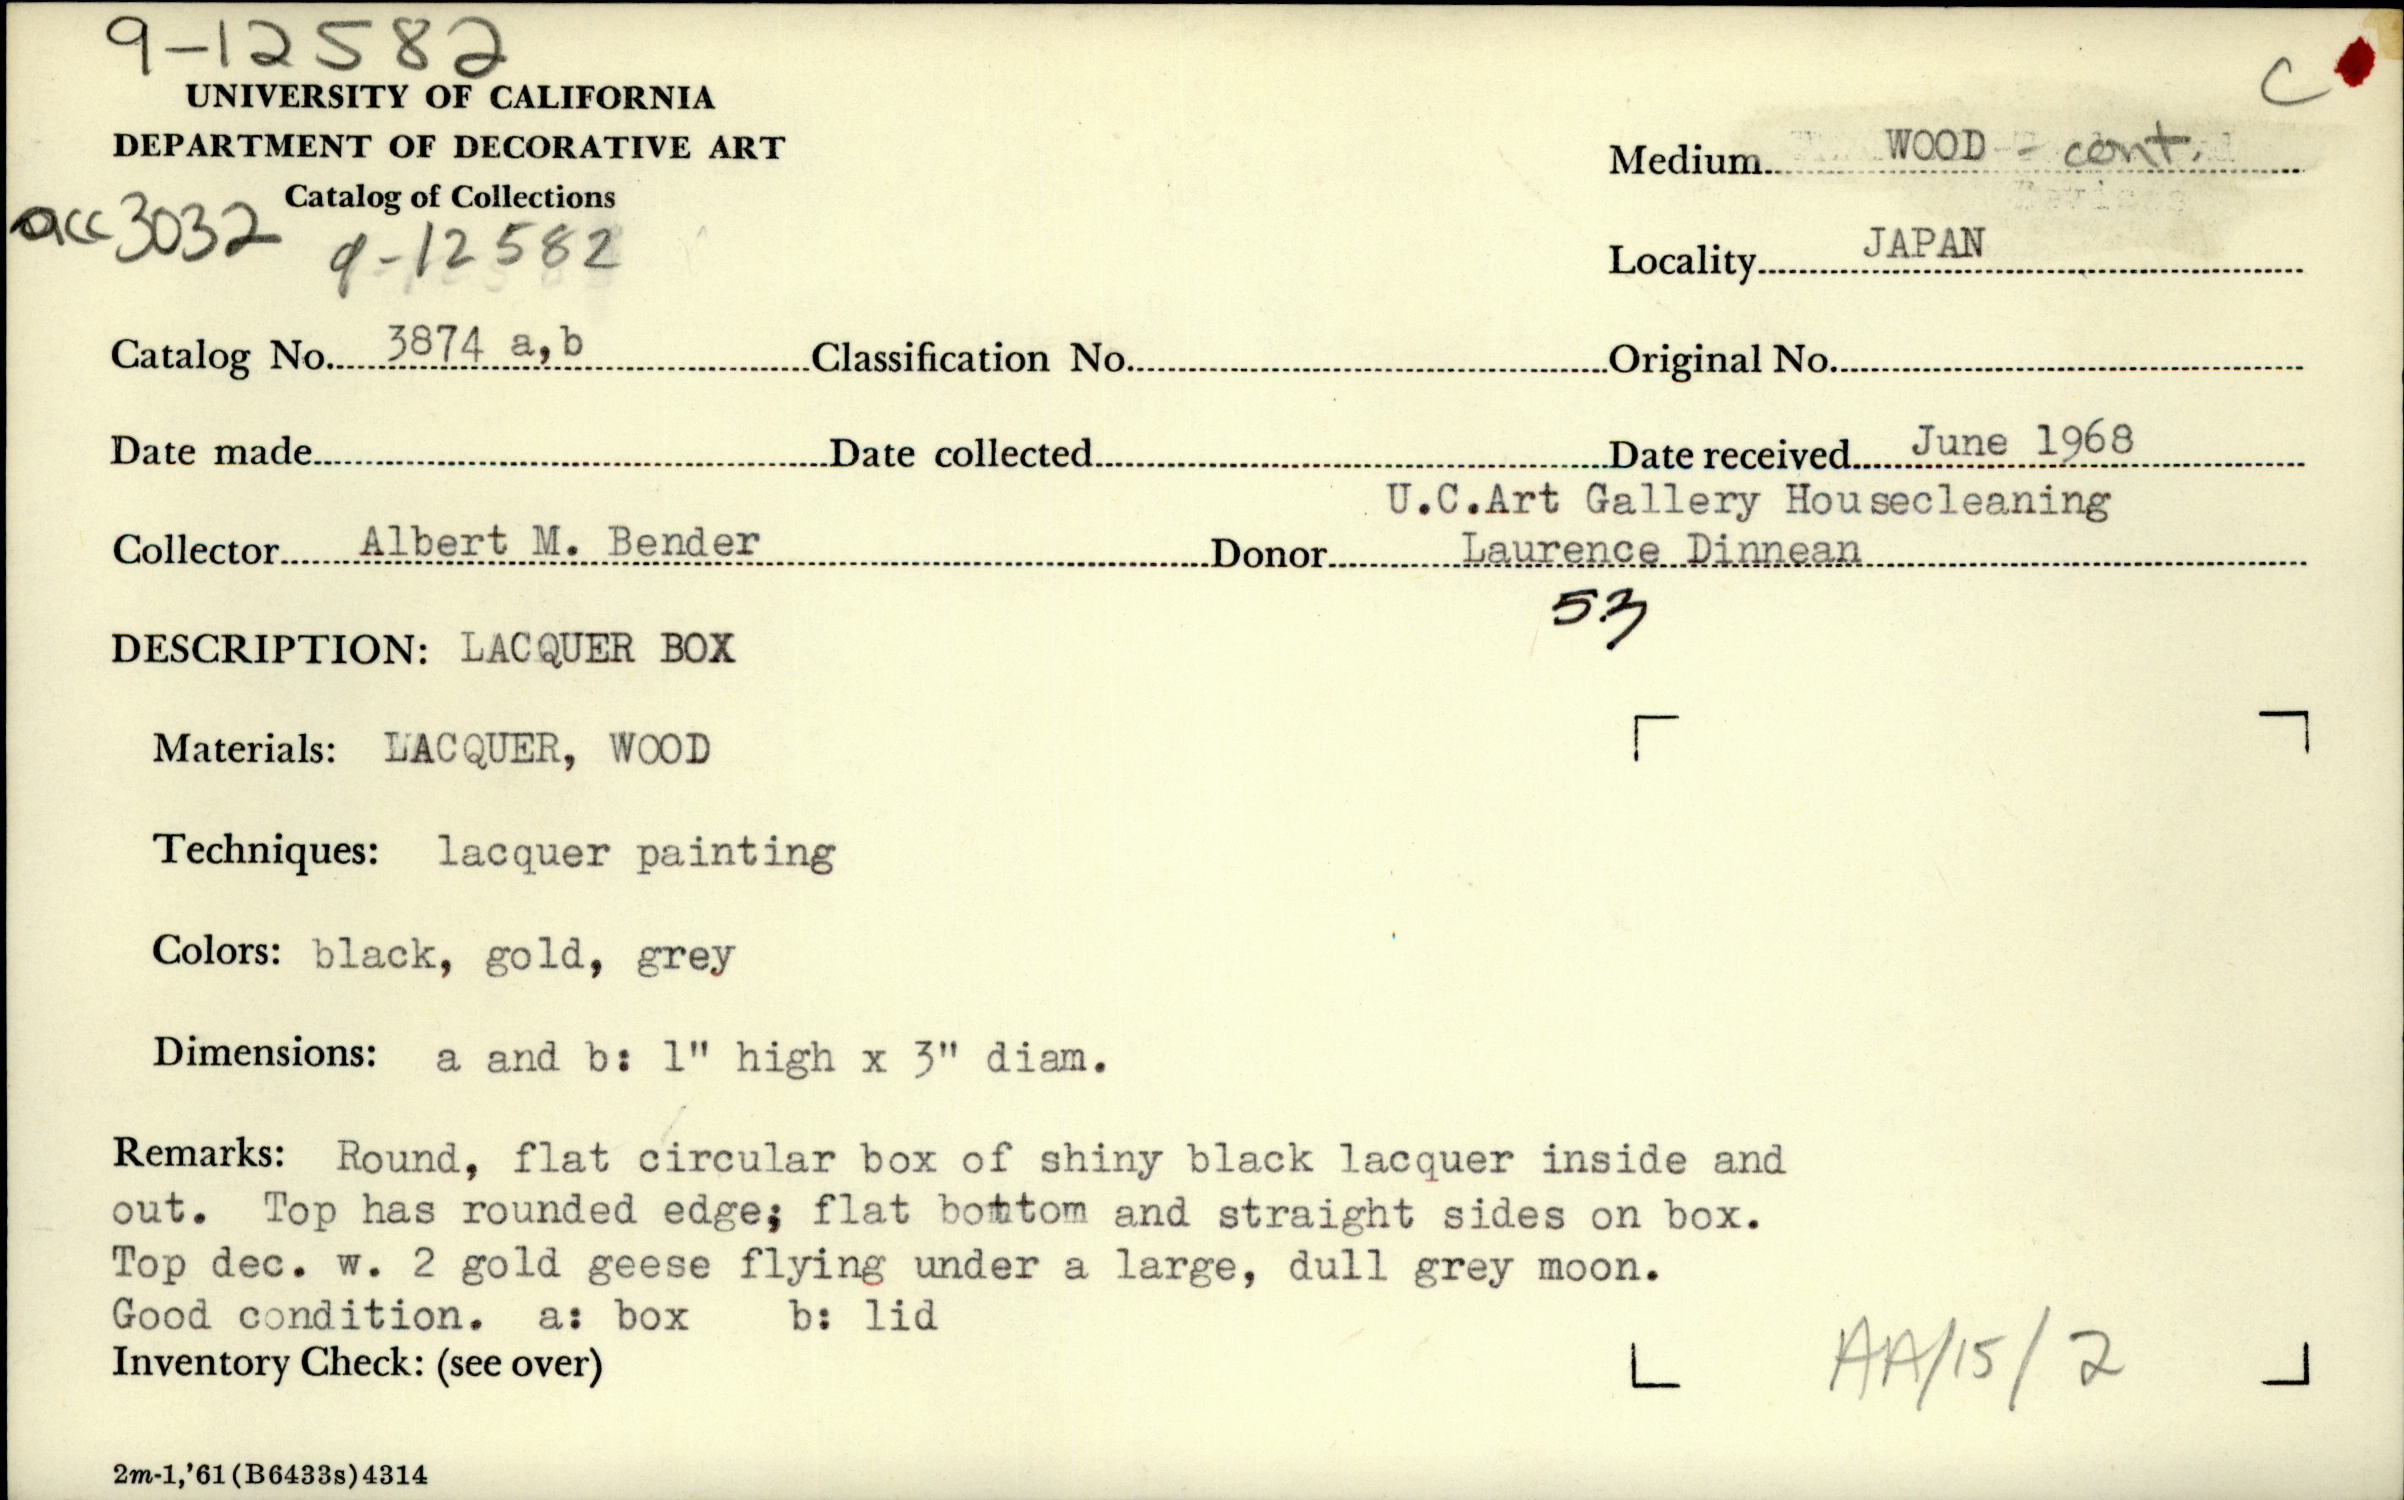 9-12582
C
UNIVERSITY OF CALIFORNIA
DEPARTMENT OF DECORATIVE ART
Catalog of Collections
acc 3032
9-12582
Medium WOOD - cont.
Locality JAPAN
Catalog No. 3874 a,b Classification No. Original No.
Date made Date collected Date received June 1968
U.C.Art Gallery Housecleaning
Collector Albert M. Bender Donor Laurence Dinnean
53
DESCRIPTION: LACQUER BOX
Materials: LACQUER, WOOD
Techniques: lacquer painting
Colors: black, gold, grey
Dimensions: a and b: 1" high x 3" diam.
Remarks: Round, flat circular box of shiny black lacquer inside and
out. Top has rounded edge; flat bottom and straight sides on box.
Top dec. w. 2 gold geese flying under a large, dull grey moon.
Good condition. a: box b: lid
Inventory Check: (see over)
AA/15/2
2m-1,'61(B6433s)4314